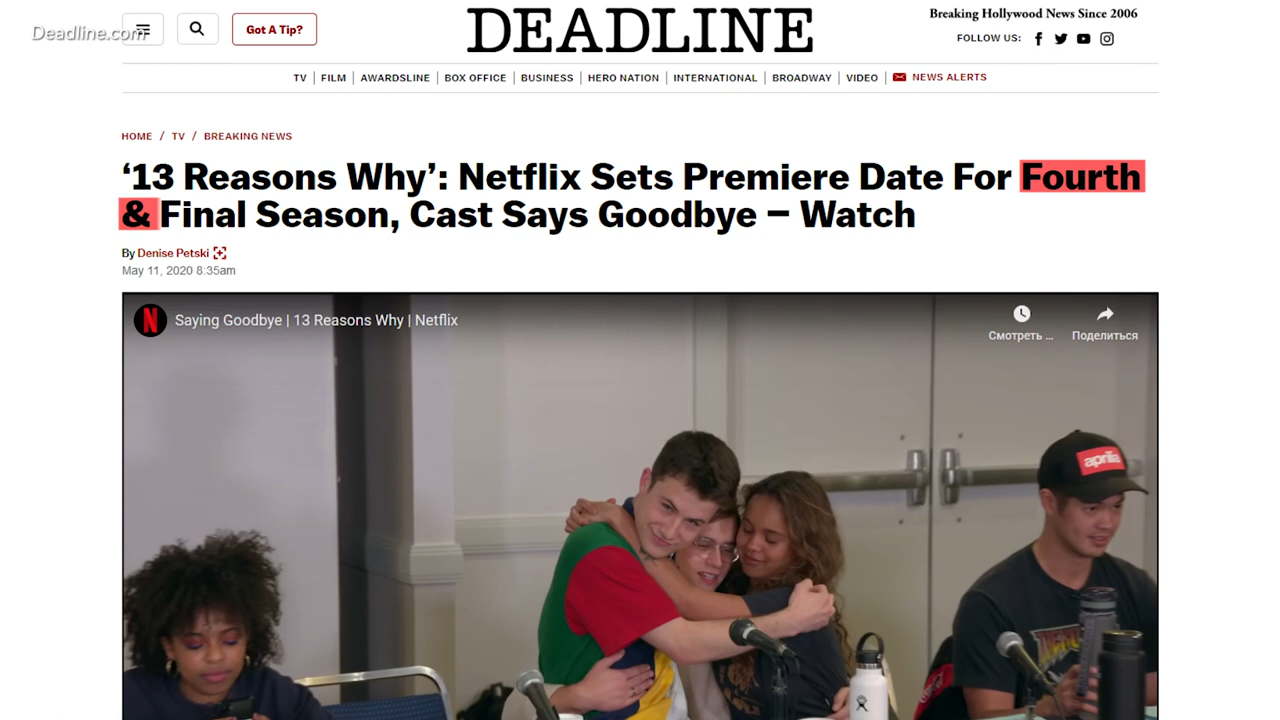 Deadline.com
Got A Tip?
DEADLINE
Breaking Hollywood News Since 2006
FOLLOW US:
TV | FILM | AWARDSLINE | BOX OFFICE | BUSINESS | HERO NATION | INTERNATIONAL | BROADWAY | VIDEO | NEWS ALERTS
HOME / TV / BREAKING NEWS
‘13 Reasons Why’: Netflix Sets Premiere Date For Fourth
& Final Season, Cast Says Goodbye – Watch
By Denise Petski
May 11, 2020 8:35am
N
Saying Goodbye | 13 Reasons Why | Netflix
Смотреть ...
Поделиться
aprilia